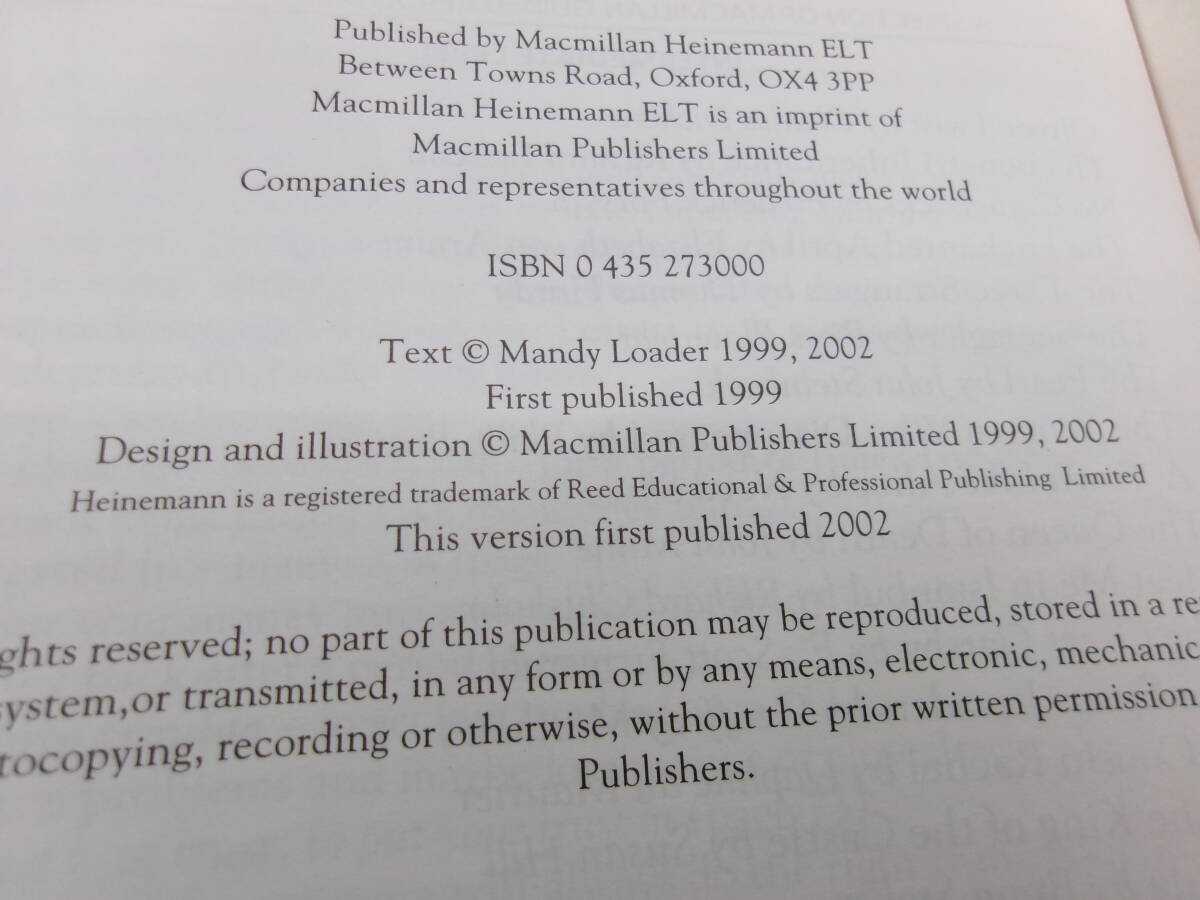 Published by Macmillan Heinemann ELT
Between Towns Road, Oxford, OX4 3PP
Macmillan Heinemann ELT is an imprint of
Macmillan Publishers Limited
Companies and representatives throughout the world
ISBN 0 435 273000
Text © Mandy Loader 1999, 2002
First published 1999
Design and illustration © Macmillan Publishers Limited 1999, 2002
Heinemann is a registered trademark of Reed Educational & Professional Publishing Limited
This version first published 2002
ghts reserved; no part of this publication may be reproduced, stored in a re
ystem,or transmitted, in any form or by any means, electronic, mechanic
tocopying, recording or otherwise, without the prior written permission
Publishers.